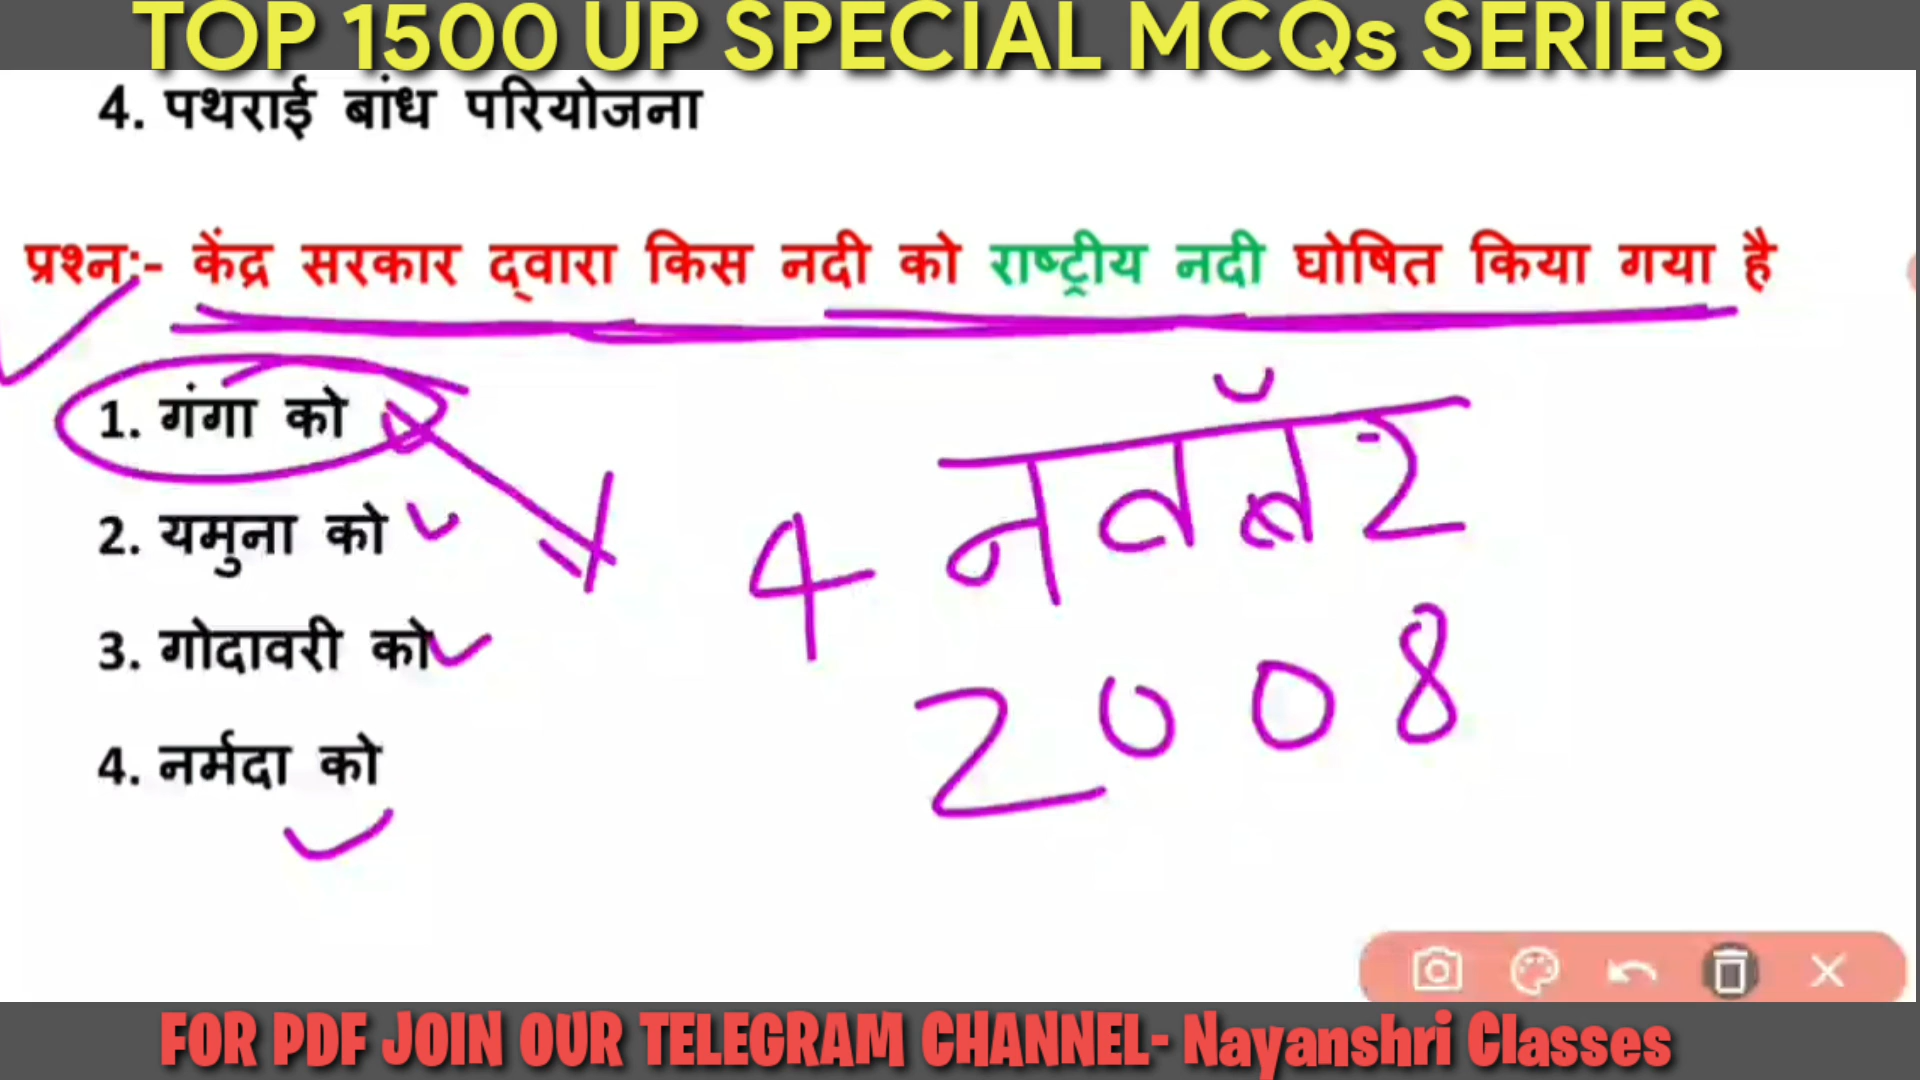 TOP 1500 UP SPECIAL MCQs SERIES
4. पथराई बांध परियोजना
प्रश्न:- केंद्र सरकार द्वारा किस नदी को राष्ट्रीय नदी घोषित किया गया है
1. गंगा को
2. यमुना को
3. गोदावरी को
4. नर्मदा को
4 नवंबर
2008
FOR PDF JOIN OUR TELEGRAM CHANNEL- Nayanshri Classes